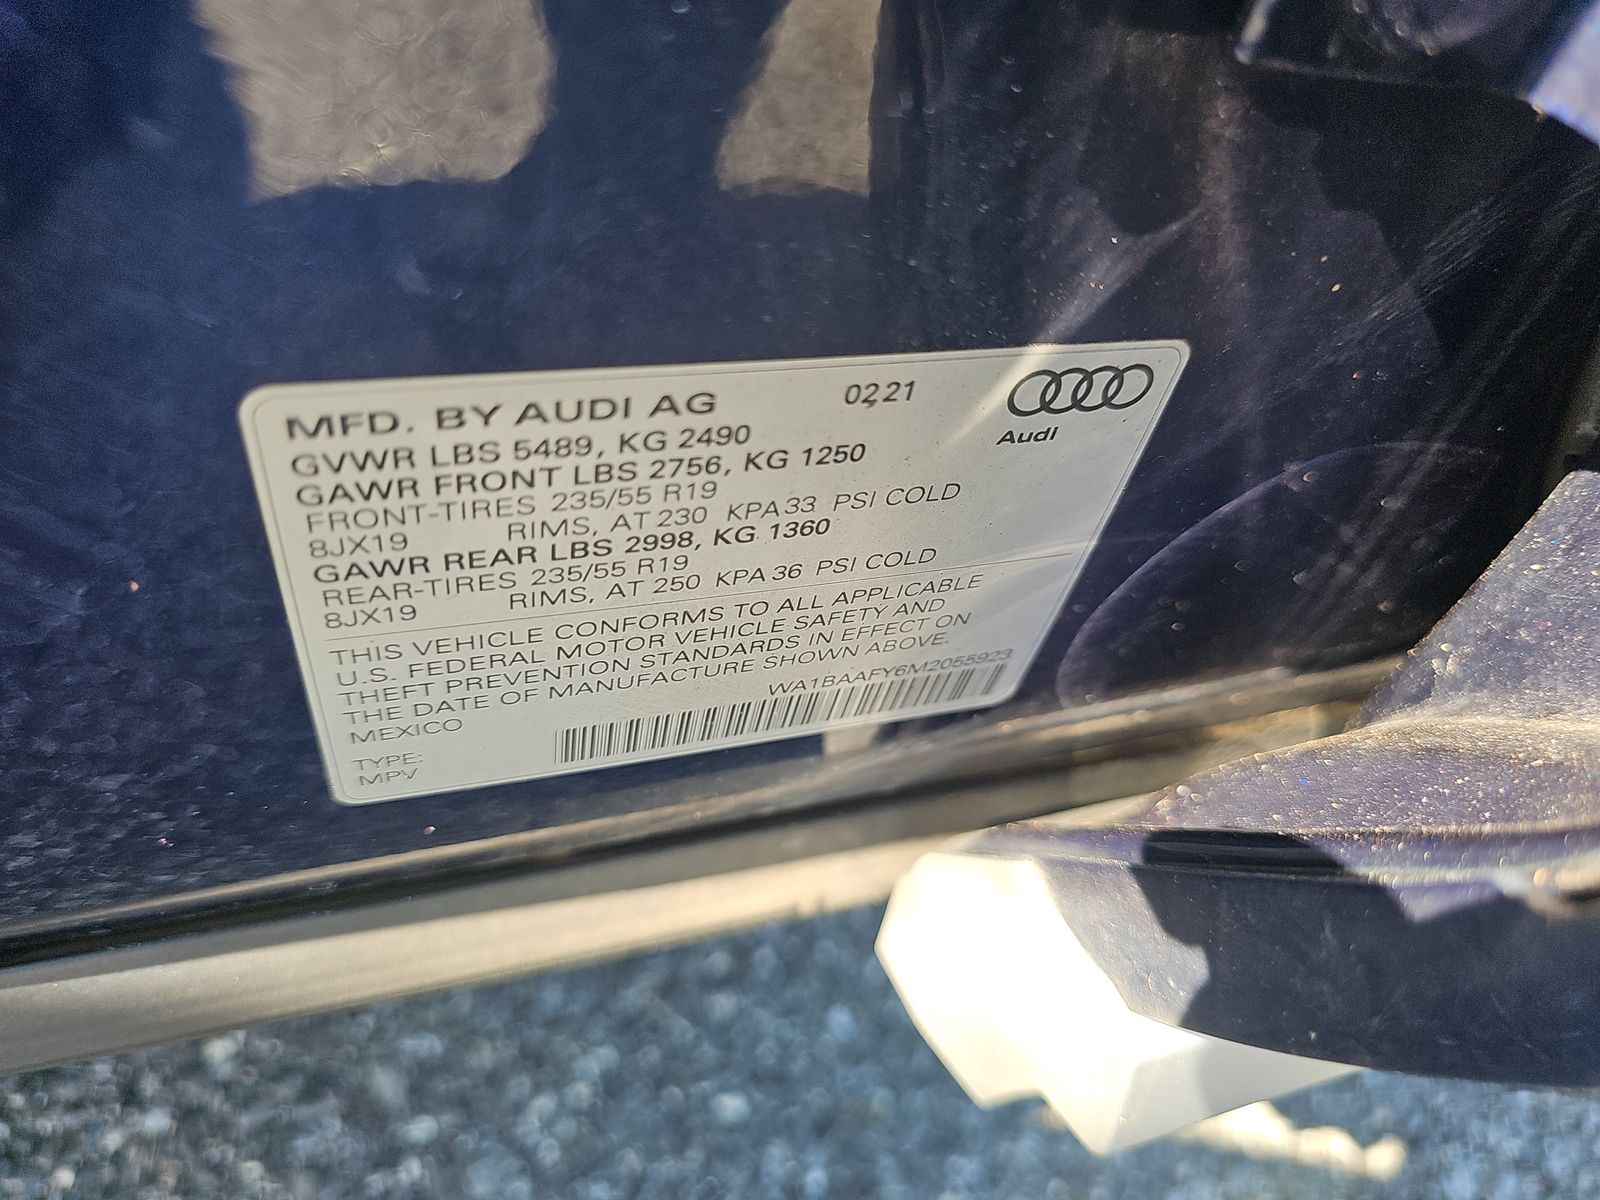 MFD. BY AUDI AG 02,21
Audi
GVWR LBS 5489, KG 2490
GAWR FRONT LBS 2756, KG 1250
FRONT-TIRES 235/55 R19
8JX19 RIMS, AT 230 KPA 33 PSI COLD
GAWR REAR LBS 2998, KG 1360
REAR-TIRES 235/55 R19
8JX19 RIMS, AT 250 KPA 36 PSI COLD
THIS VEHICLE CONFORMS TO ALL APPLICABLE
U.S. FEDERAL MOTOR VEHICLE SAFETY AND
THEFT PREVENTION STANDARDS IN EFFECT ON
THE DATE OF MANUFACTURE SHOWN ABOVE.
MEXICO WA1BAAFY6M2055923
TYPE:
MPV